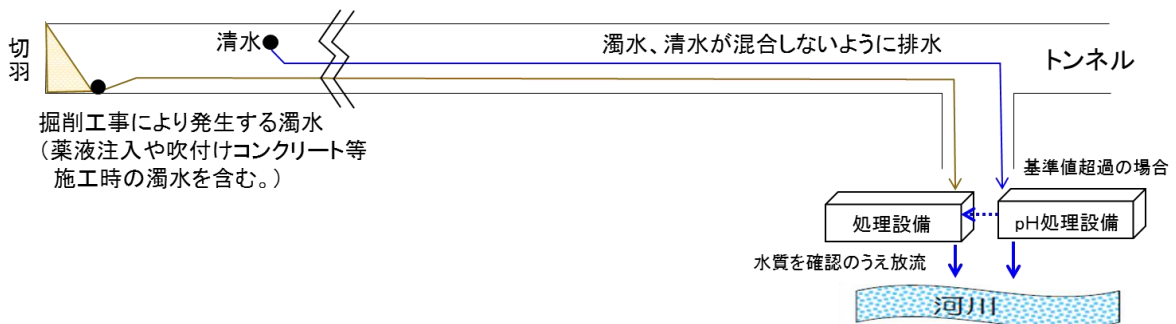 切羽
清水
濁水、清水が混合しないように排水
トンネル
掘削工事により発生する濁水
（薬液注入や吹付けコンクリート等
施工時の濁水を含む。）
基準値超過の場合
処理設備
pH処理設備
水質を確認のうえ放流
河川